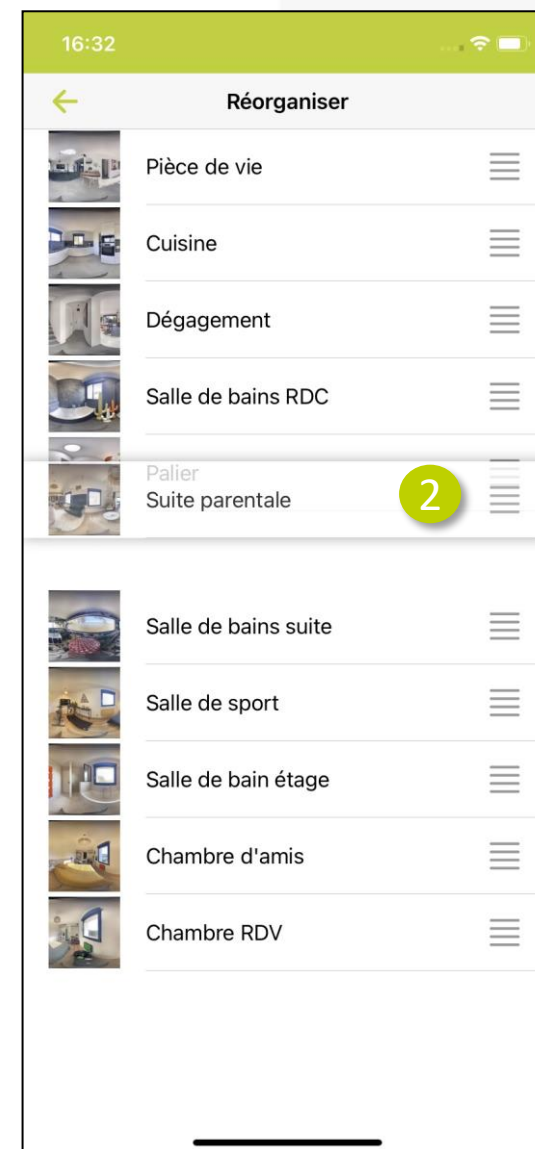 16:32
Réorganiser
Pièce de vie
Cuisine
Dégagement
Salle de bains RDC
Palier
Suite parentale
2
Salle de bains suite
Salle de sport
Salle de bain étage
Chambre d'amis
Chambre RDV